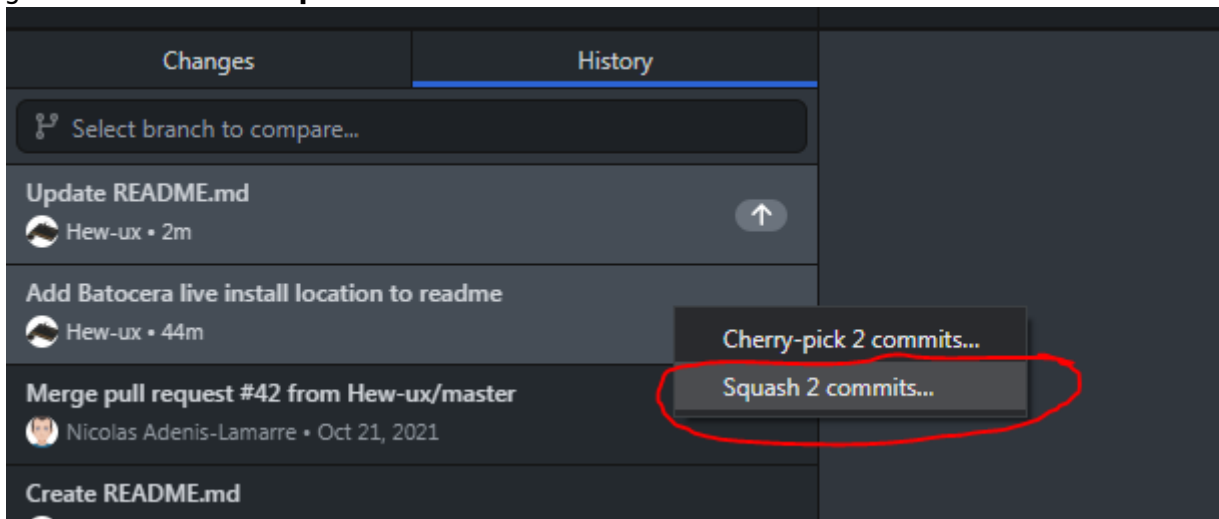 Changes
History
Select branch to compare...
Update README.md
Hew-ux • 2m
Add Batocera live install location to readme
Hew-ux • 44m
Cherry-pick 2 commits...
Squash 2 commits...
Merge pull request #42 from Hew-ux/master
Nicolas Adenis-Lamarre • Oct 21, 2021
Create README.md